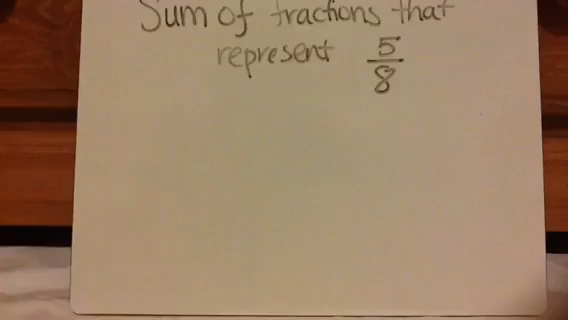 Sum of fractions that
represent 5/8